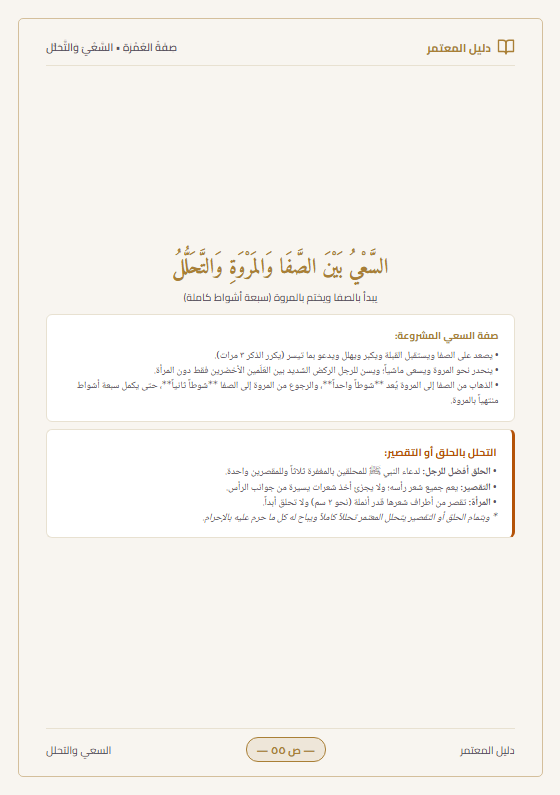 دليل المعتمر
صفة العُمْرة • السَّعْيُ والتَّحلُّل
السَّعْيُ بَيْنَ الصَّفَا وَالمَرْوَةِ وَالتَّحَلُّلُ
يبدأ بالصفا ويختم بالمروة (سبعة أشواط كاملة)
صفة السعي المشروعة:
• يصعد على الصفا ويستقبل القبلة ويكبر ويهلل ويدعو بما تيسر (يكرر الذكر ٣ مرات).
• ينحدر نحو المروة ويسعى ماشياً؛ ويسن للرجل الركض الشديد بين العَلَمين الأخضرين فقط دون المرأة.
• الذهاب من الصفا إلى المروة يُعد **شوطاً واحداً**، والرجوع من المروة إلى الصفا **شوطاً ثانياً**، حتى يكمل سبعة أشواط
منتهياً بالمروة.
التحلل بالحلق أو التقصير:
• الحلق أفضل للرجل: لدعاء النبي ﷺ للمحلقين بالمغفرة ثلاثاً وللمقصرين واحدة.
• التقصير: يعم جميع شعر رأسه؛ ولا يجزئ أخذ شعرات يسيرة من جوانب الرأس.
• المرأة: تقصر من أطراف شعرها قدر أنملة (نحو ٢ سم) ولا تحلق أبداً.
* وبتمام الحلق أو التقصير يتحلل المعتمر تحللاً كاملاً ويباح له كل ما حرم عليه بالإحرام.
دليل المعتمر
— ص ٥٥ —
السعي والتحلل